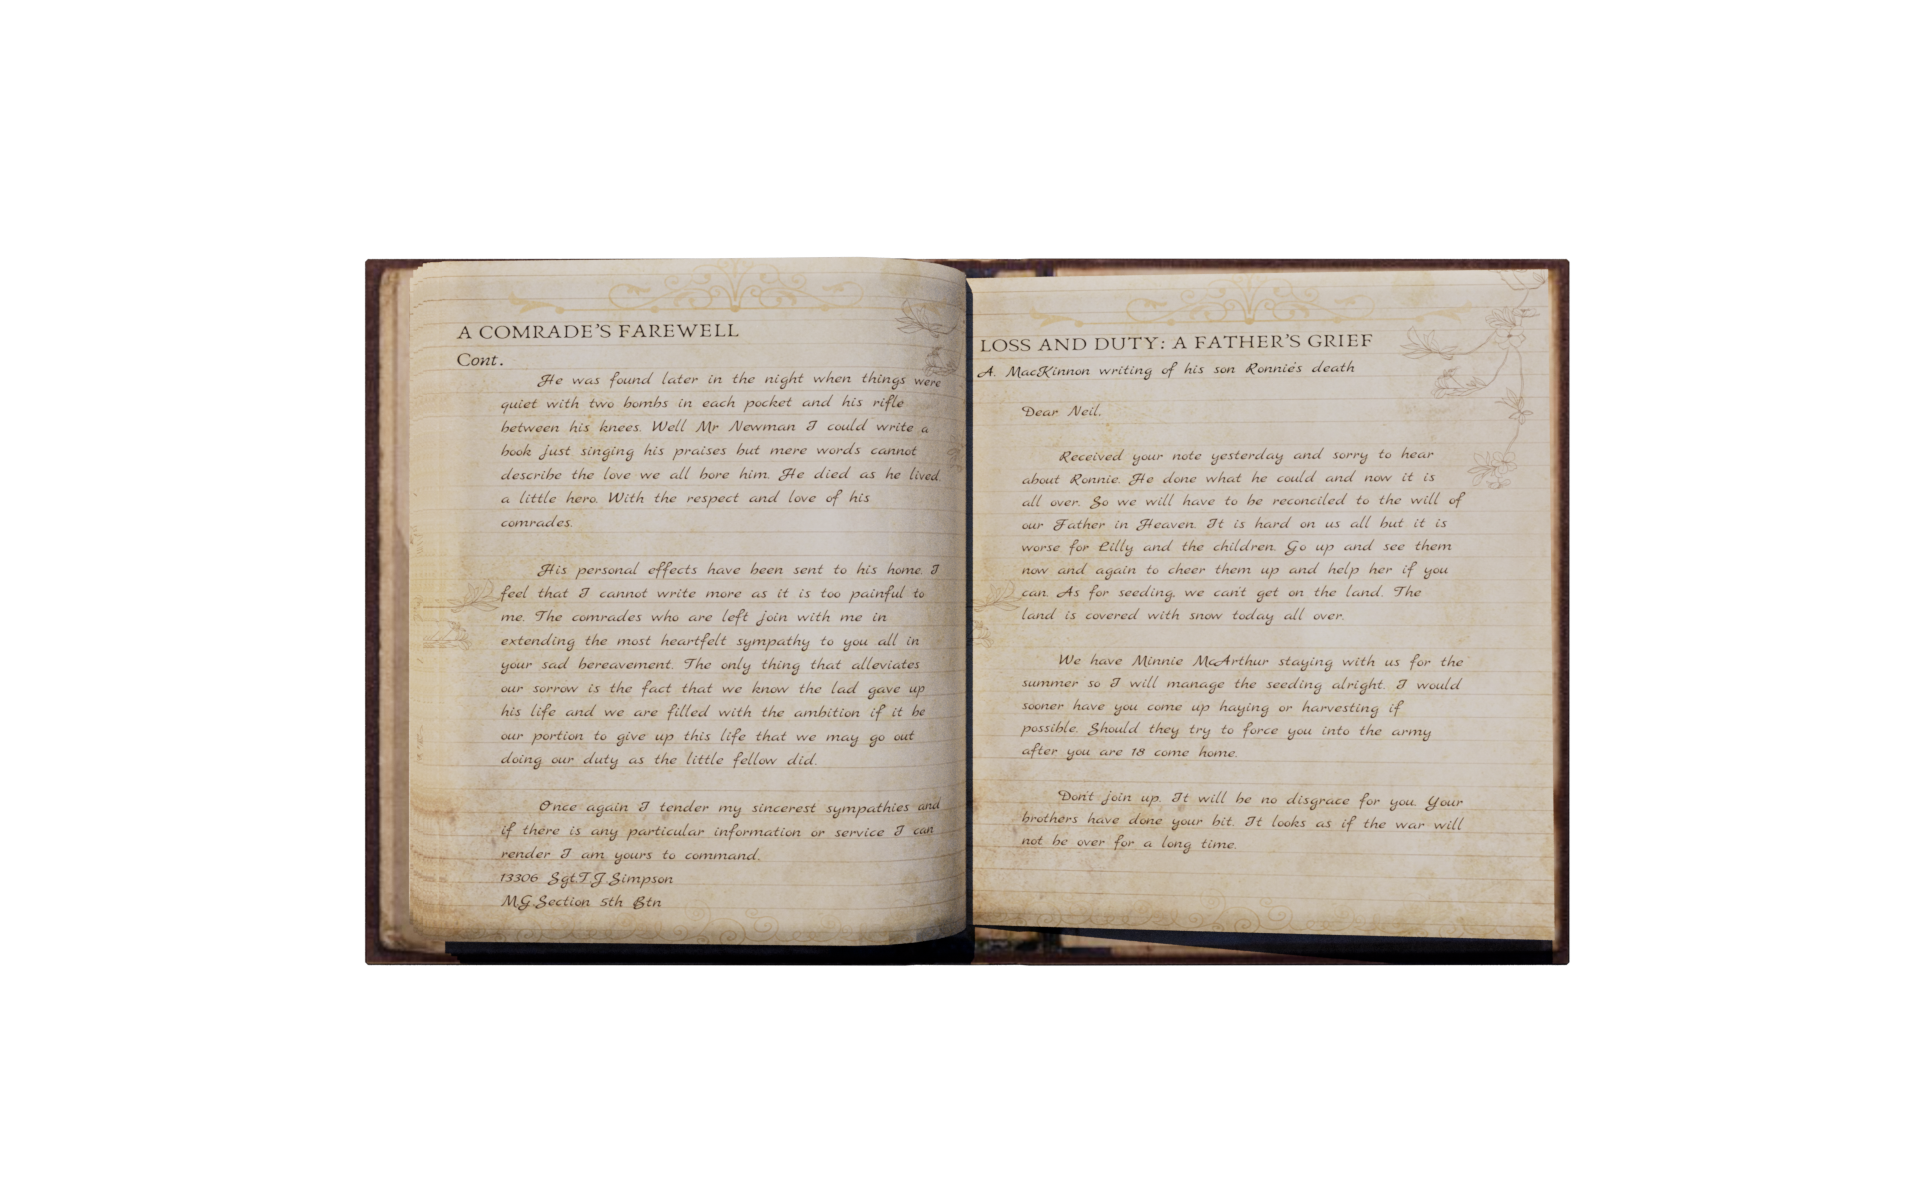 A COMRADE'S FAREWELL
Cont.
He was found later in the night when things were
quiet with two bombs in each pocket and his rifle
between his knees. Well Mr Newman I could write a
book just singing his praises but mere words cannot
describe the love we all bore him. He died as he lived,
a little hero. With the respect and love of his
comrades.
His personal effects have been sent to his home. I
feel that I cannot write more as it is too painful to
me. The comrades who are left join with me in
extending the most heartfelt sympathy to you all in
your sad bereavement. The only thing that alleviates
our sorrow is the fact that we know the lad gave up
his life and we are filled with the ambition if it be
our portion to give up this life that we may go out
doing our duty as the little fellow did.
Once again I tender my sincerest sympathies and
if there is any particular information or service I can
render I am yours to command.
13306 Sgt.T.J.Simpson
M.G.Section 5th Btn
LOSS AND DUTY: A FATHER'S GRIEF
A. MacKinnon writing of his son Ronnie's death
Dear Neil,
Received your note yesterday and sorry to hear
about Ronnie. He done what he could and now it is
all over. So we will have to be reconciled to the will of
our Father in Heaven. It is hard on us all but it is
worse for Lilly and the children. Go up and see them
now and again to cheer them up and help her if you
can. As for seeding, we can't get on the land. The
land is covered with snow today all over.
We have Minnie McArthur staying with us for the
summer so I will manage the seeding alright. I would
sooner have you come up haying or harvesting if
possible. Should they try to force you into the army
after you are 18 come home.
Don't join up. It will be no disgrace for you. Your
brothers have done your bit. It looks as if the war will
not be over for a long time.